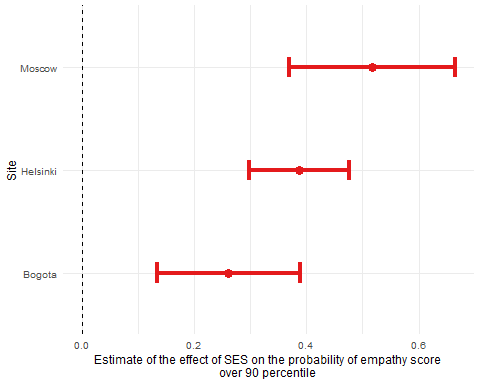 Site
Moscow
Helsinki
Bogota
0.0
0.2
0.4
0.6
Estimate of the effect of SES on the probability of empathy score
over 90 percentile